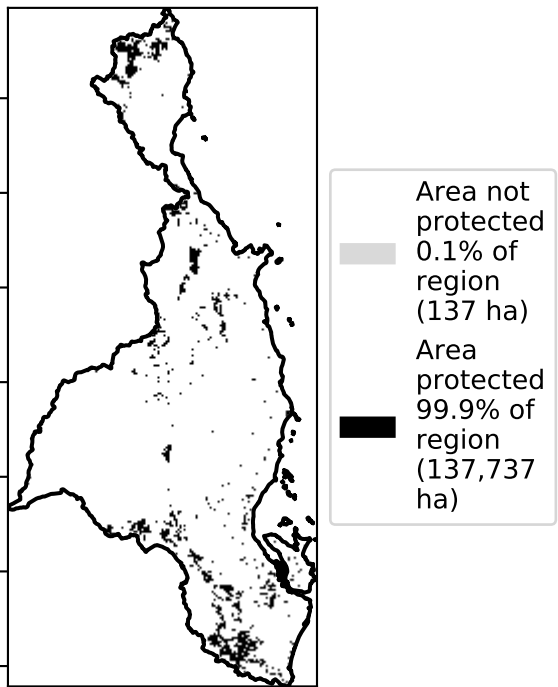 Area not
protected
0.1% of
region
(137 ha)
Area
protected
99.9% of
region
(137,737
ha)